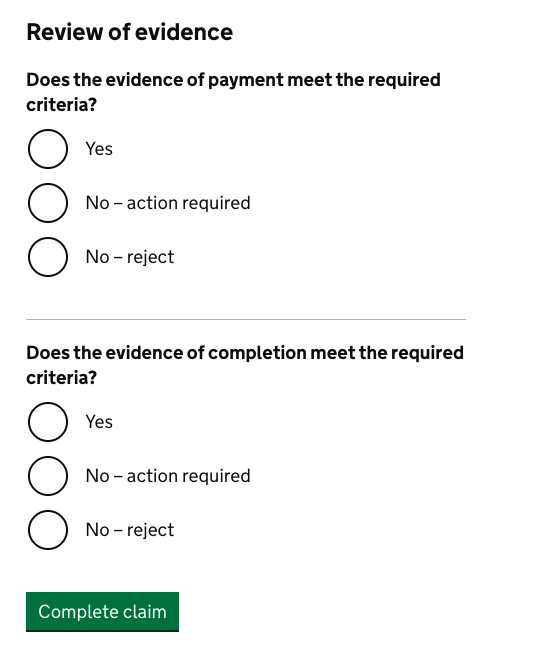 Review of evidence
Does the evidence of payment meet the required
criteria?
Yes
No – action required
No – reject
Does the evidence of completion meet the required
criteria?
Yes
No – action required
No – reject
Complete claim